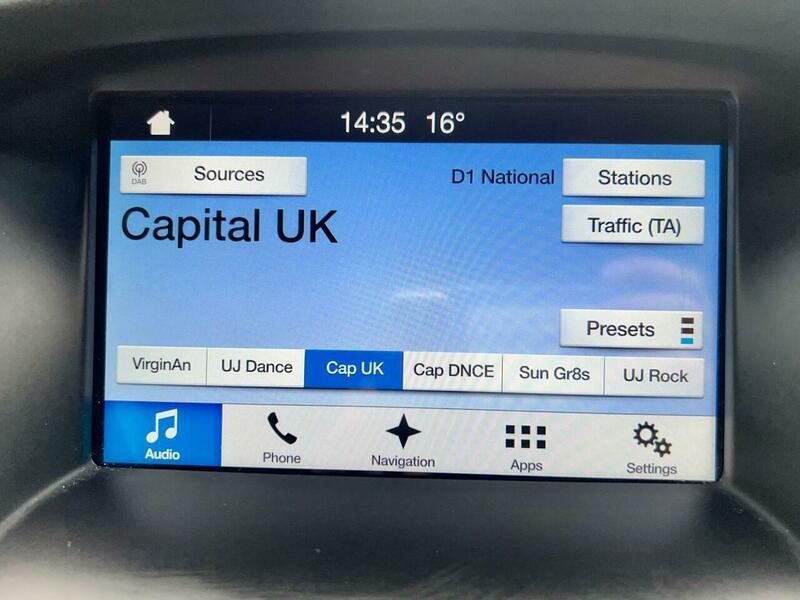 14:35 16°
DAB
Sources
D1 National
Stations
Capital UK
Traffic (TA)
Presets
VirginAn
UJ Dance
Cap UK
Cap DNCE
Sun Gr8s
UJ Rock
Audio
Phone
Navigation
Apps
Settings